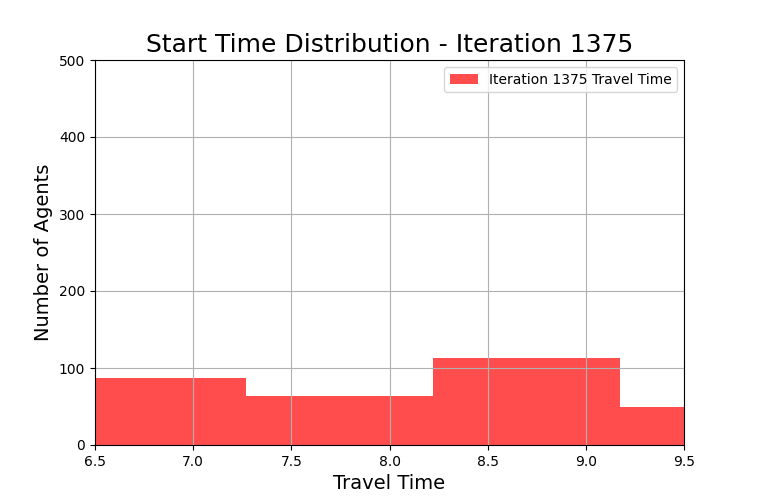 Start Time Distribution - Iteration 1375
Iteration 1375 Travel Time
Number of Agents
500
400
300
200
100
0
6.5 7.0 7.5 8.0 8.5 9.0 9.5
Travel Time